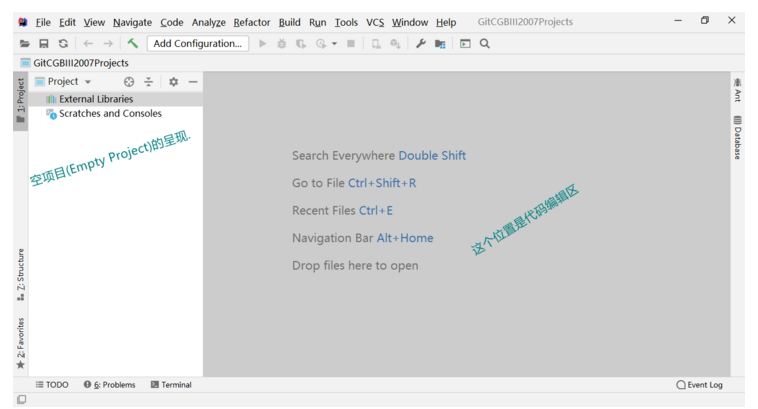 File Edit View Navigate Code Analyze Refactor Build Run Tools VCS Window Help GitCGBIII2007Projects
Add Configuration...
GitCGBIII2007Projects
1: Project
Project
External Libraries
Scratches and Consoles
空项目(Empty Project)的呈现.
Search Everywhere Double Shift
Go to File Ctrl+Shift+R
Recent Files Ctrl+E
Navigation Bar Alt+Home
Drop files here to open
这个位置是代码编辑区
Ant
Database
Z: Structure
2: Favorites
TODO 6: Problems Terminal Event Log